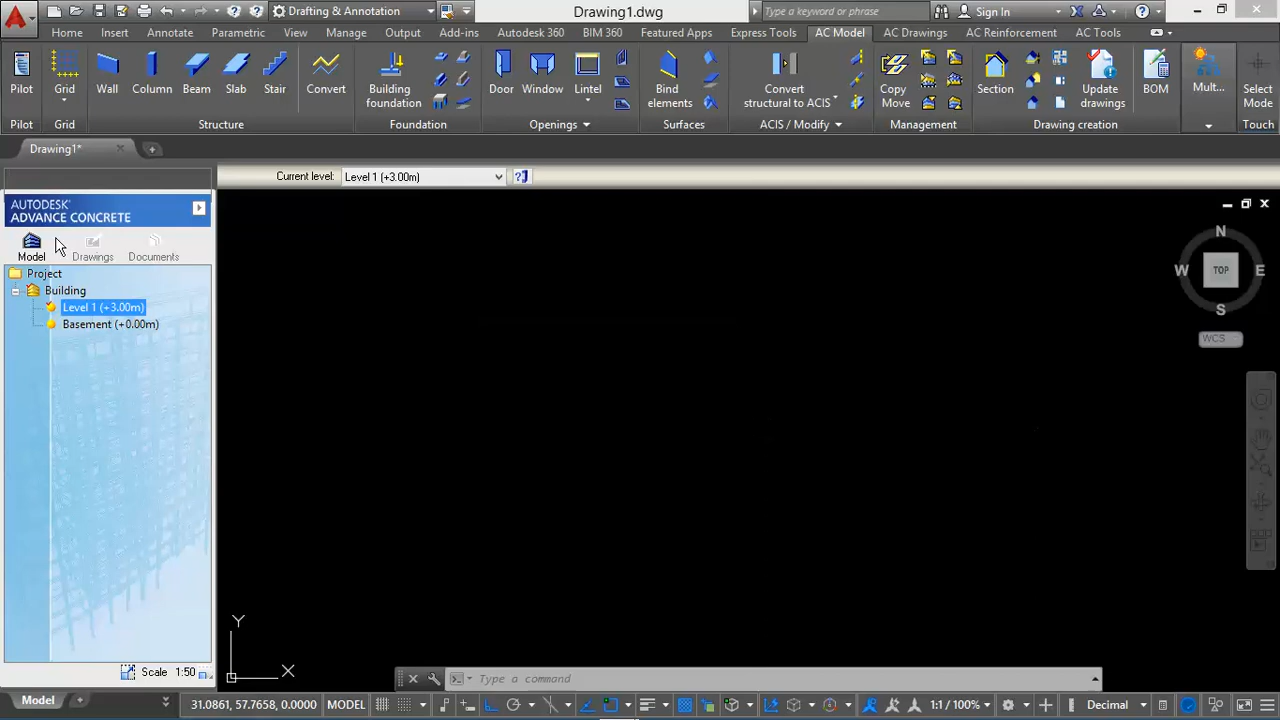 Drafting & Annotation
Drawing1.dwg
Type a keyword or phrase
Sign In
Home Insert Annotate Parametric View Manage Output Add-ins Autodesk 360 BIM 360 Featured Apps Express Tools AC Model AC Drawings AC Reinforcement AC Tools
Pilot Grid Wall Column Beam Slab Stair Convert Building foundation Door Window Lintel Bind elements Convert structural to ACIS Copy Move Section Update drawings BOM Mult... Select Mode
Pilot Grid Structure Foundation Openings Surfaces ACIS / Modify Management Drawing creation Touch
Drawing1*
Current level: Level 1 (+3.00m)
AUTODESK®
ADVANCE CONCRETE
Model Drawings Documents
Project
Building
Level 1 (+3.00m)
Basement (+0.00m)
N
W TOP E
S
WCS
Y
X
Scale 1:50
Type a command
Model
31.0861, 57.7658, 0.0000 MODEL 1:1 / 100% Decimal